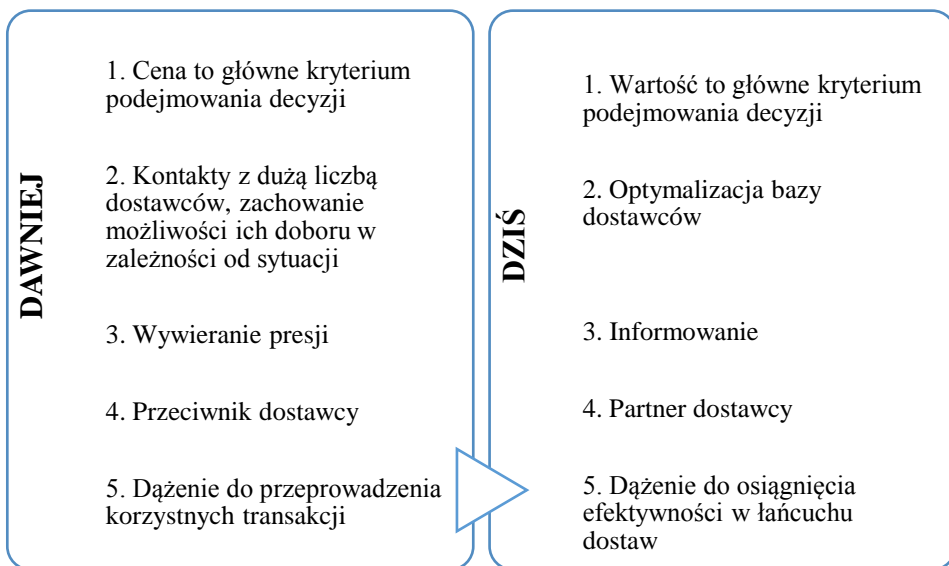 DAWNIEJ
1. Cena to główne kryterium
podejmowania decyzji
2. Kontakty z dużą liczbą
dostawców, zachowanie
możliwości ich doboru w
zależności od sytuacji
3. Wywieranie presji
4. Przeciwnik dostawcy
5. Dążenie do przeprowadzenia
korzystnych transakcji
DZIŚ
1. Wartość to główne kryterium
podejmowania decyzji
2. Optymalizacja bazy
dostawców
3. Informowanie
4. Partner dostawcy
5. Dążenie do osiągnięcia
efektywności w łańcuchu
dostaw